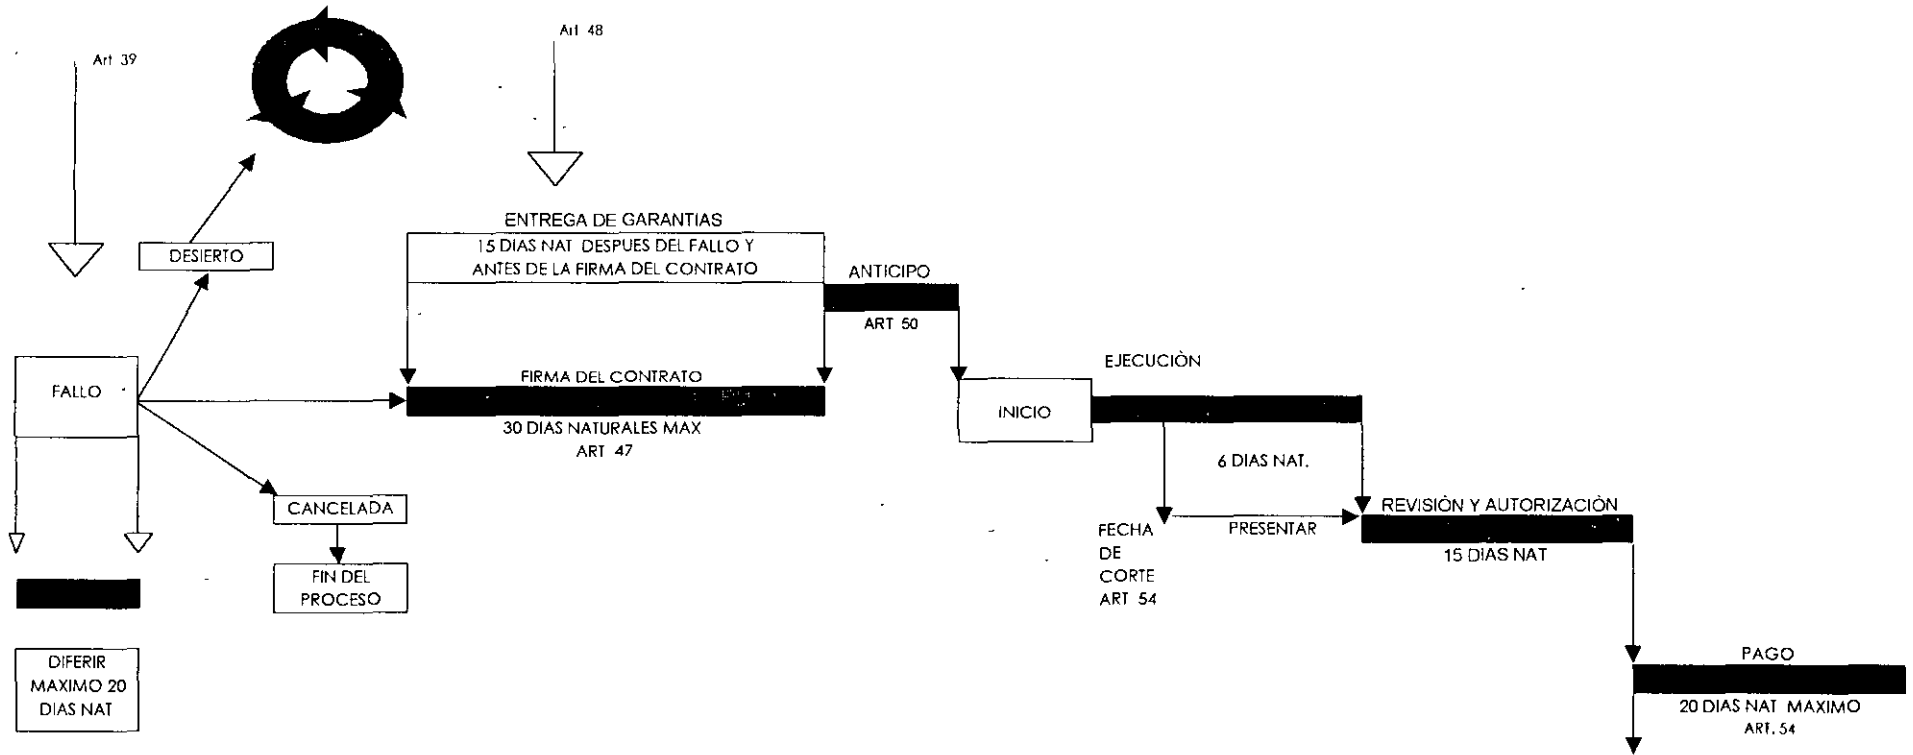 Art 39
Art 48
DESIERTO
ENTREGA DE GARANTIAS
15 DIAS NAT DESPUES DEL FALLO Y
ANTES DE LA FIRMA DEL CONTRATO
ANTICIPO
ART 50
FALLO
FIRMA DEL CONTRATO
30 DIAS NATURALES MAX
ART 47
INICIO
EJECUCIÒN
6 DIAS NAT.
CANCELADA
FIN DEL
PROCESO
FECHA
DE
CORTE
ART 54
PRESENTAR
REVISIÒN Y AUTORIZACIÒN
15 DIAS NAT
DIFERIR
MAXIMO 20
DIAS NAT
PAGO
20 DIAS NAT MAXIMO
ART. 54